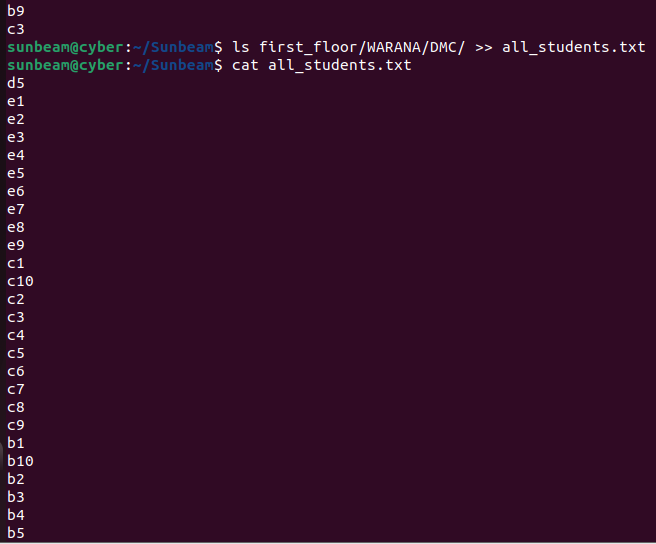 b9
c3
sunbeam@cyber:~/Sunbeam$ ls first_floor/WARANA/DMC/ >> all_students.txt
sunbeam@cyber:~/Sunbeam$ cat all_students.txt
d5
e1
e2
e3
e4
e5
e6
e7
e8
e9
c1
c10
c2
c3
c4
c5
c6
c7
c8
c9
b1
b10
b2
b3
b4
b5